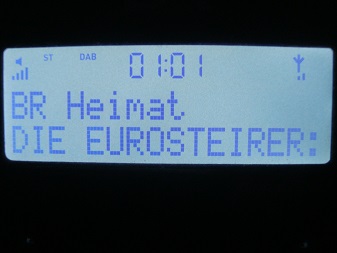 ST DAB 01:01
BR Heimat
DIE EUROSTEIRER: